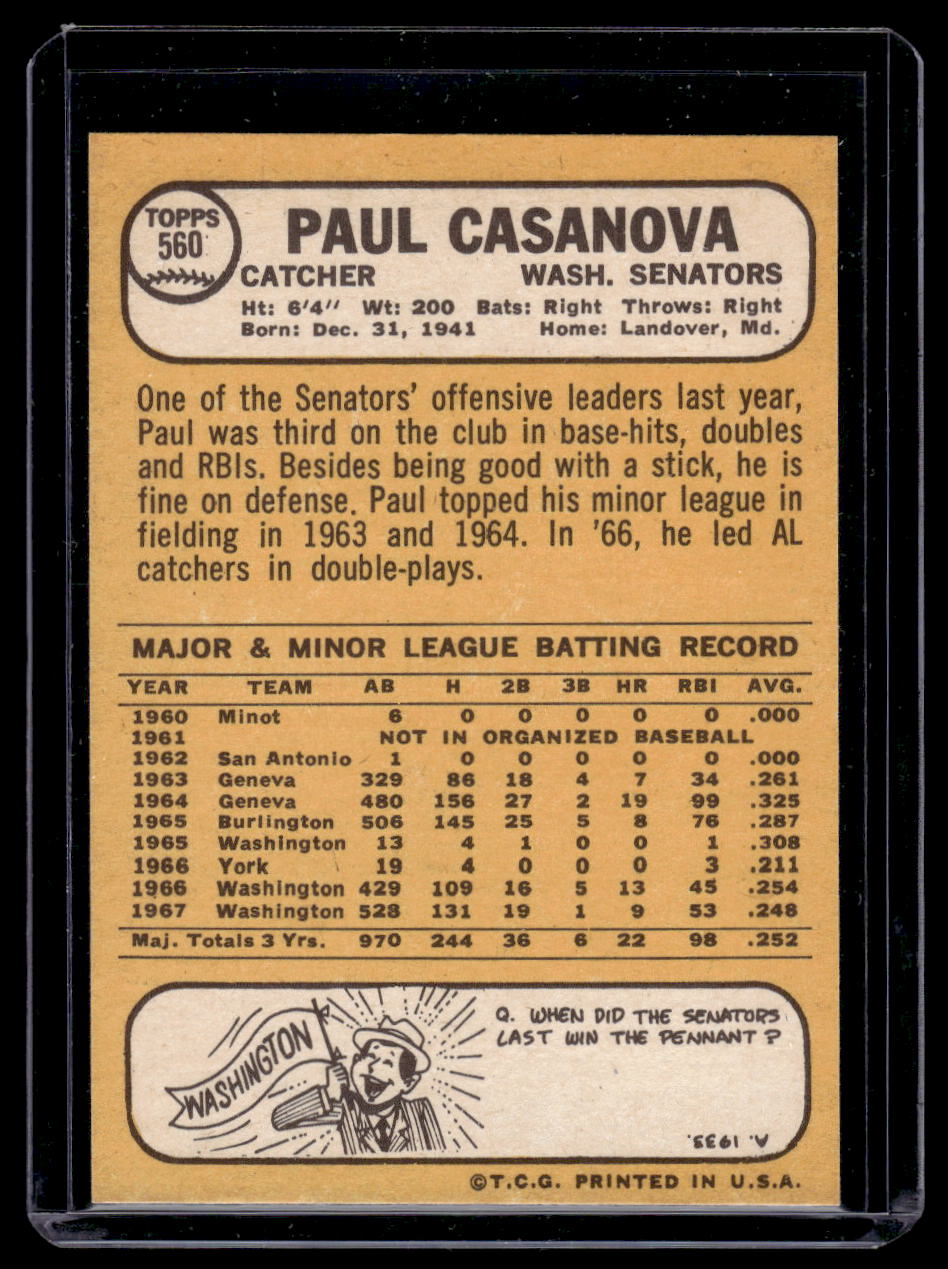 TOPPS
560
PAUL CASANOVA
CATCHER WASH. SENATORS
Ht: 6'4" Wt: 200 Bats: Right Throws: Right
Born: Dec. 31, 1941 Home: Landover, Md.
One of the Senators' offensive leaders last year,
Paul was third on the club in base-hits, doubles
and RBIs. Besides being good with a stick, he is
fine on defense. Paul topped his minor league in
fielding in 1963 and 1964. In '66, he led AL
catchers in double-plays.
MAJOR & MINOR LEAGUE BATTING RECORD
YEAR TEAM AB H 2B 3B HR RBI AVG.
1960 Minot 6 0 0 0 0 0 .000
1961 NOT IN ORGANIZED BASEBALL
1962 San Antonio 1 0 0 0 0 0 .000
1963 Geneva 329 86 18 4 7 34 .261
1964 Geneva 480 156 27 2 19 99 .325
1965 Burlington 506 145 25 5 8 76 .287
1965 Washington 13 4 1 0 0 1 .308
1966 York 19 4 0 0 0 3 .211
1966 Washington 429 109 16 5 13 45 .254
1967 Washington 528 131 19 1 9 53 .248
Maj. Totals 3 Yrs. 970 244 36 6 22 98 .252
WASHINGTON
Q. WHEN DID THE SENATORS
LAST WIN THE PENNANT?
A. 1933.
©T.C.G. PRINTED IN U.S.A.